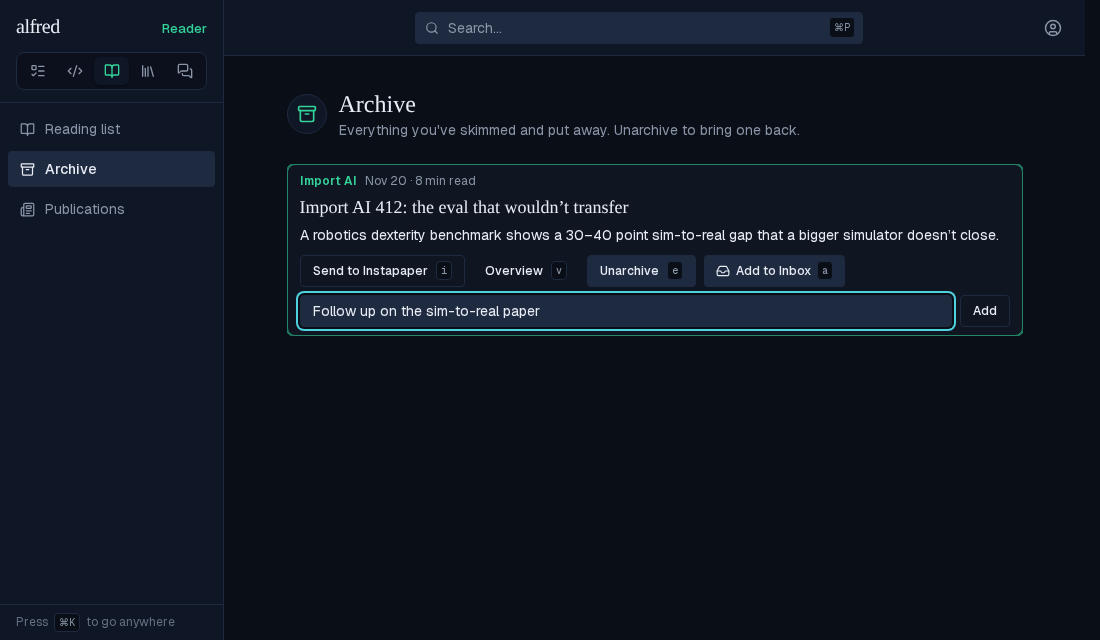 alfred
Reader
Search...
⌘P
Reading list
Archive
Publications
Archive
Everything you've skimmed and put away. Unarchive to bring one back.
Import AI Nov 20 · 8 min read
Import AI 412: the eval that wouldn’t transfer
A robotics dexterity benchmark shows a 30–40 point sim-to-real gap that a bigger simulator doesn’t close.
Send to Instapaper i Overview v Unarchive e Add to Inbox a
Follow up on the sim-to-real paper
Add
Press ⌘K to go anywhere